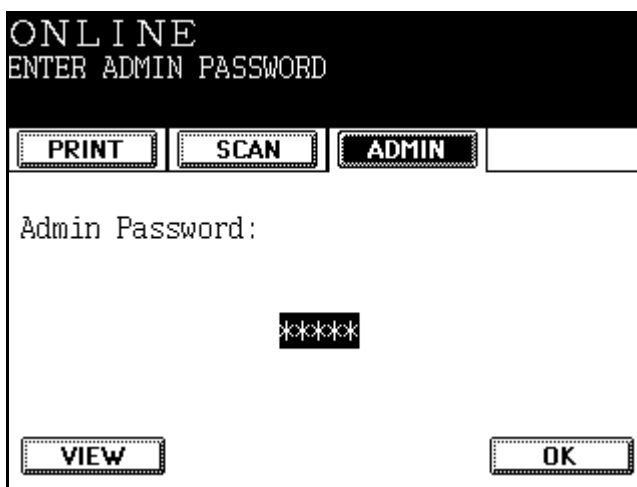 ONLINE
ENTER ADMIN PASSWORD
PRINT SCAN ADMIN
Admin Password:
*****
VIEW OK